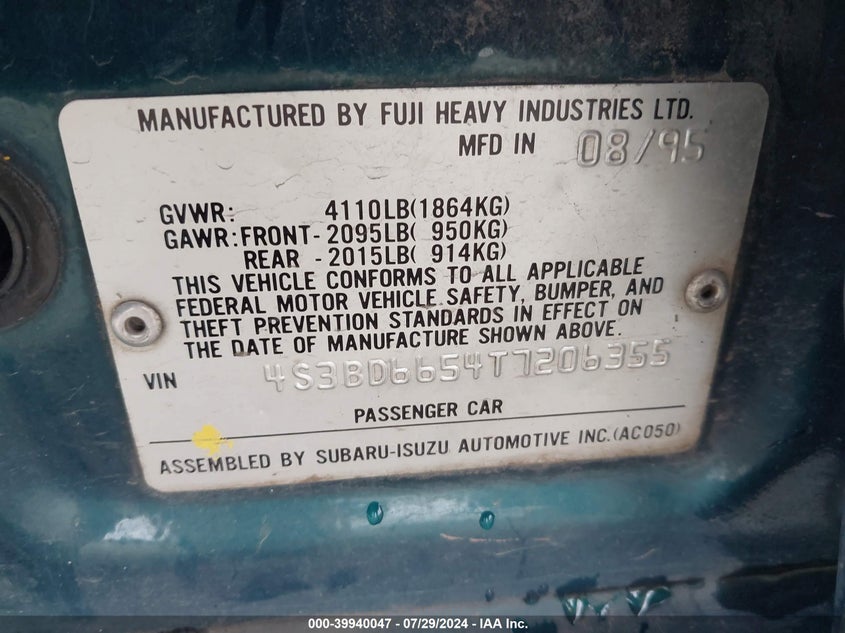 MANUFACTURED BY FUJI HEAVY INDUSTRIES LTD.
MFD IN 08/95
GVWR: 4110LB(1864KG)
GAWR:FRONT-2095LB( 950KG)
REAR -2015LB( 914KG)
THIS VEHICLE CONFORMS TO ALL APPLICABLE
FEDERAL MOTOR VEHICLE SAFETY, BUMPER, AND
THEFT PREVENTION STANDARDS IN EFFECT ON
THE DATE OF MANUFACTURE SHOWN ABOVE.
VIN 4S3BD6654T7206355
PASSENGER CAR
ASSEMBLED BY SUBARU-ISUZU AUTOMOTIVE INC.(AC050)
000-39940047 - 07/29/2024 - IAA Inc.